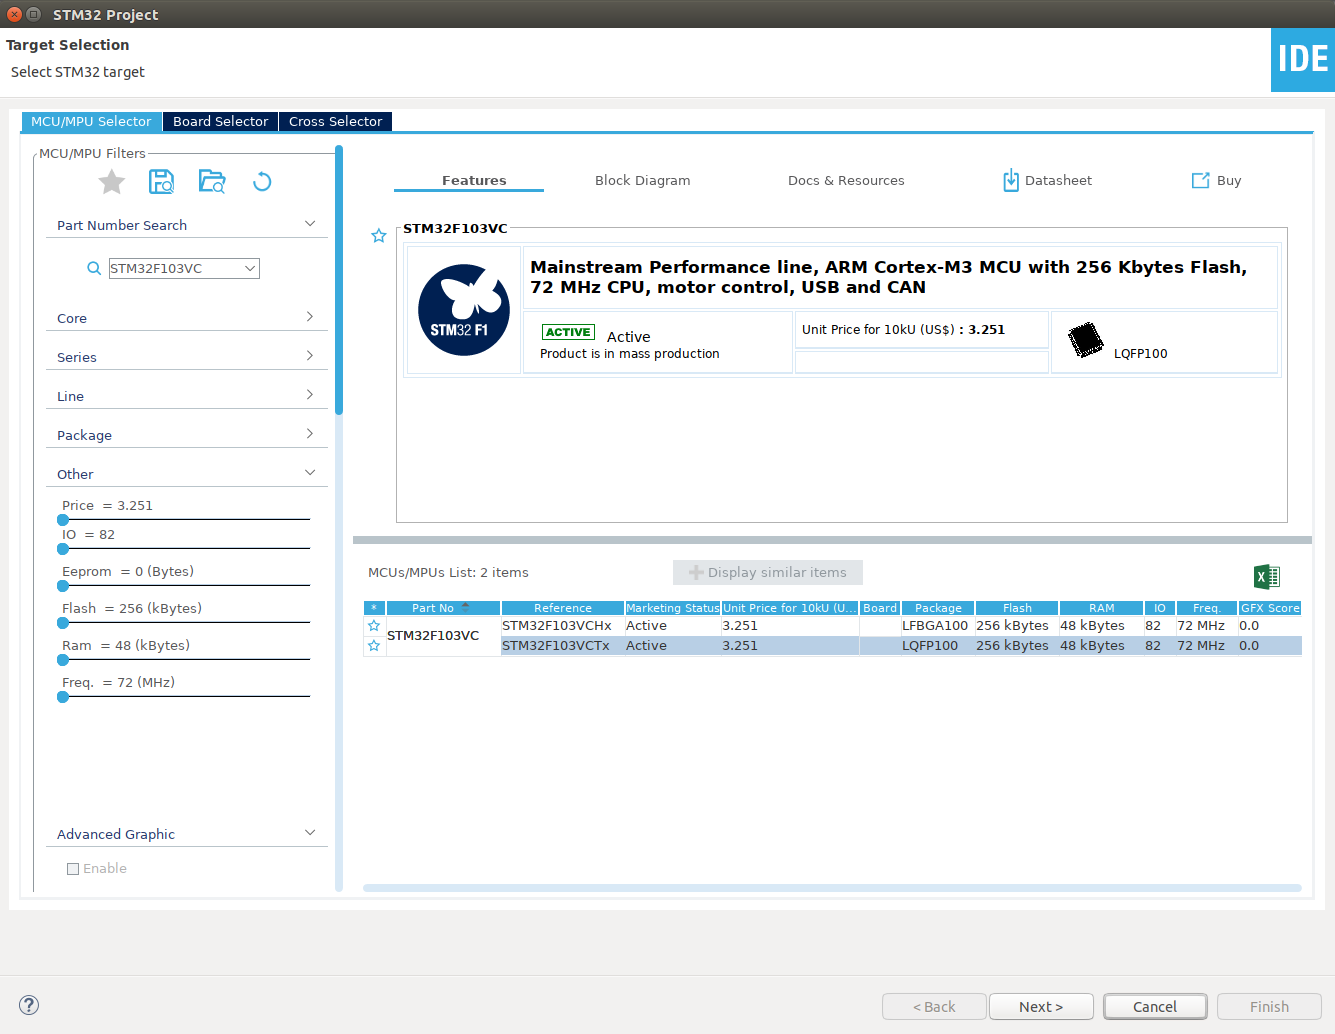 STM32 Project
Target Selection
Select STM32 target
IDE
MCU/MPU Selector Board Selector Cross Selector
MCU/MPU Filters
Part Number Search
STM32F103VC
Core
Series
Line
Package
Other
Price = 3.251
IO = 82
Eeprom = 0 (Bytes)
Flash = 256 (kBytes)
Ram = 48 (kBytes)
Freq. = 72 (MHz)
Advanced Graphic
Enable
Features Block Diagram Docs & Resources Datasheet Buy
STM32F103VC
STM32 F1
Mainstream Performance line, ARM Cortex-M3 MCU with 256 Kbytes Flash,
72 MHz CPU, motor control, USB and CAN
ACTIVE Active
Product is in mass production
Unit Price for 10kU (US$) : 3.251
LQFP100
MCUs/MPUs List: 2 items
Display similar items
X
* Part No Reference Marketing Status Unit Price for 10kU (U... Board Package Flash RAM IO Freq. GFX Score
STM32F103VC
STM32F103VCHx Active 3.251 LFBGA100 256 kBytes 48 kBytes 82 72 MHz 0.0
STM32F103VCTx Active 3.251 LQFP100 256 kBytes 48 kBytes 82 72 MHz 0.0
?
< Back Next > Cancel Finish